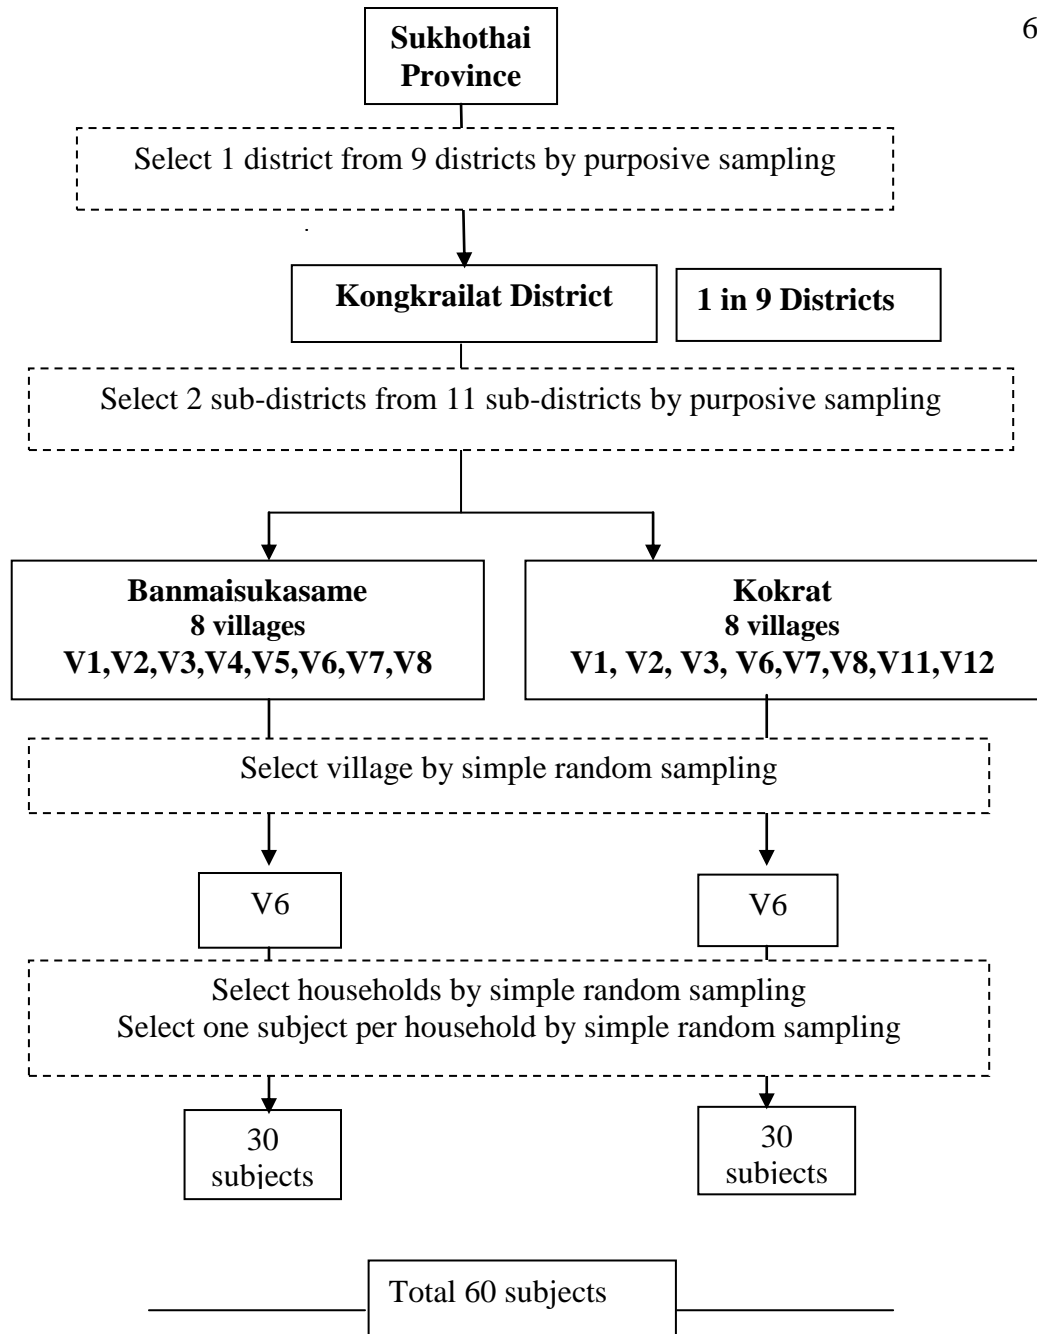 6
Sukhothai
Province
Select 1 district from 9 districts by purposive sampling
Kongkrailat District
1 in 9 Districts
Select 2 sub-districts from 11 sub-districts by purposive sampling
Banmaisukasame
8 villages
V1,V2,V3,V4,V5,V6,V7,V8
Kokrat
8 villages
V1, V2, V3, V6,V7,V8,V11,V12
Select village by simple random sampling
V6
V6
Select households by simple random sampling
Select one subject per household by simple random sampling
30
subjects
30
subjects
Total 60 subjects